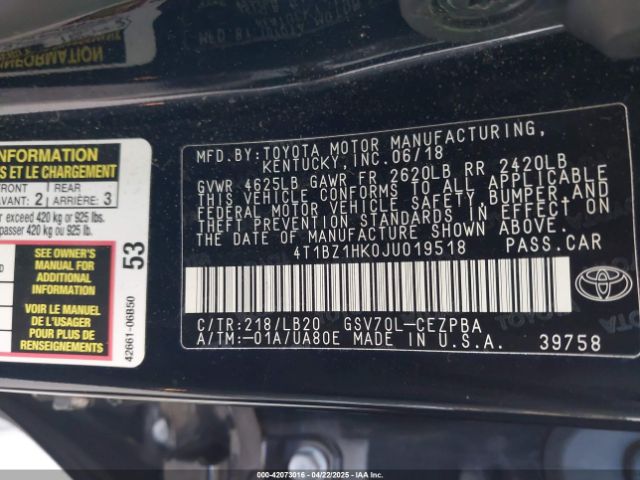 INFORMATION
MFD.BY:TOYOTA MOTOR MANUFACTURING,
KENTUCKY, INC. 06/18
GVWR 4625LB GAWR FR 2620LB RR 2420LB
THIS VEHICLE CONFORMS TO ALL APPLICABLE
FEDERAL MOTOR VEHICLE SAFETY, BUMPER, AND
THEFT PREVENTION STANDARDS IN EFFECT ON
THE DATE OF MANUFACTURE SHOWN ABOVE.
4T1BZ1HK0JU019518 PASS.CAR
C/TR:218/LB20 GSV70L-CEZPBA
A/TM:-01A/UA80E MADE IN U.S.A. 39758
TOYOTA
INFORMATION
S ET LE CHARGEMENT
FRONT REAR
AVANT: 2 ARRIÈRE: 3
exceed 420 kg or 925 lbs.
passer 420 kg ou 925 lb.
SEE OWNER'S
MANUAL FOR
ADDITIONAL
INFORMATION
VOIR LE MANUEL
DE L'USAGER
POUR PLUS DE
RENSEIGNEMENTS
53
42661-06B50
000-42073016 - 04/22/2025 - IAAI.COM